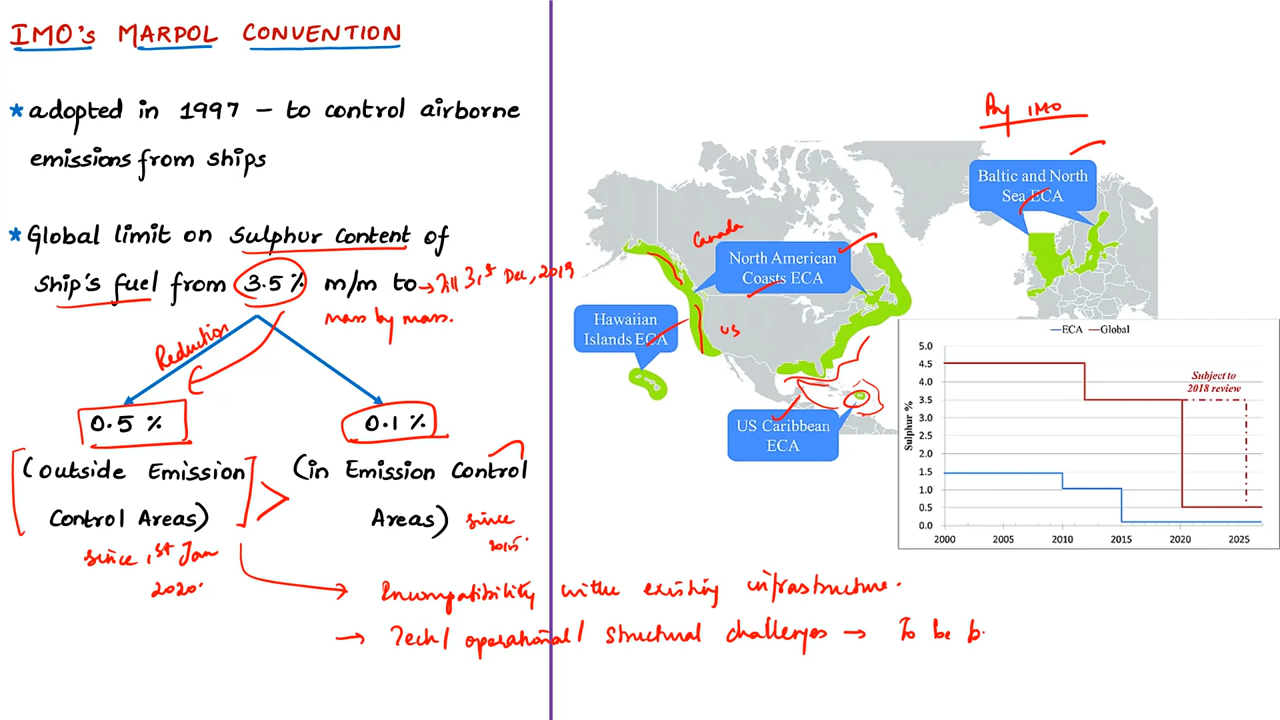 IMO's MARPOL CONVENTION
* adopted in 1997 – to control airborne
emissions from ships
* Global limit on sulphur content of
ship's fuel from 3.5 % m/m to → till 31st Dec, 2019
mass by mass.
Reduction
0.5 %
0.1 %
(outside Emission
Control Areas)
(in Emission Control
Areas) since
2015.
since 1st Jan
2020.
→ Incompatibility with existing infrastructure.
→ Tech/ operational/ structural challenges → To be b
By IMO
Baltic and North
Sea ECA
Canada
North American
Coasts ECA
Hawaiian
Islands ECA
US
US Caribbean
ECA
ECA Global
Subject to
2018 review
Sulphur %
5.0
4.5
4.0
3.5
3.0
2.5
2.0
1.5
1.0
0.5
0.0
2000 2005 2010 2015 2020 2025